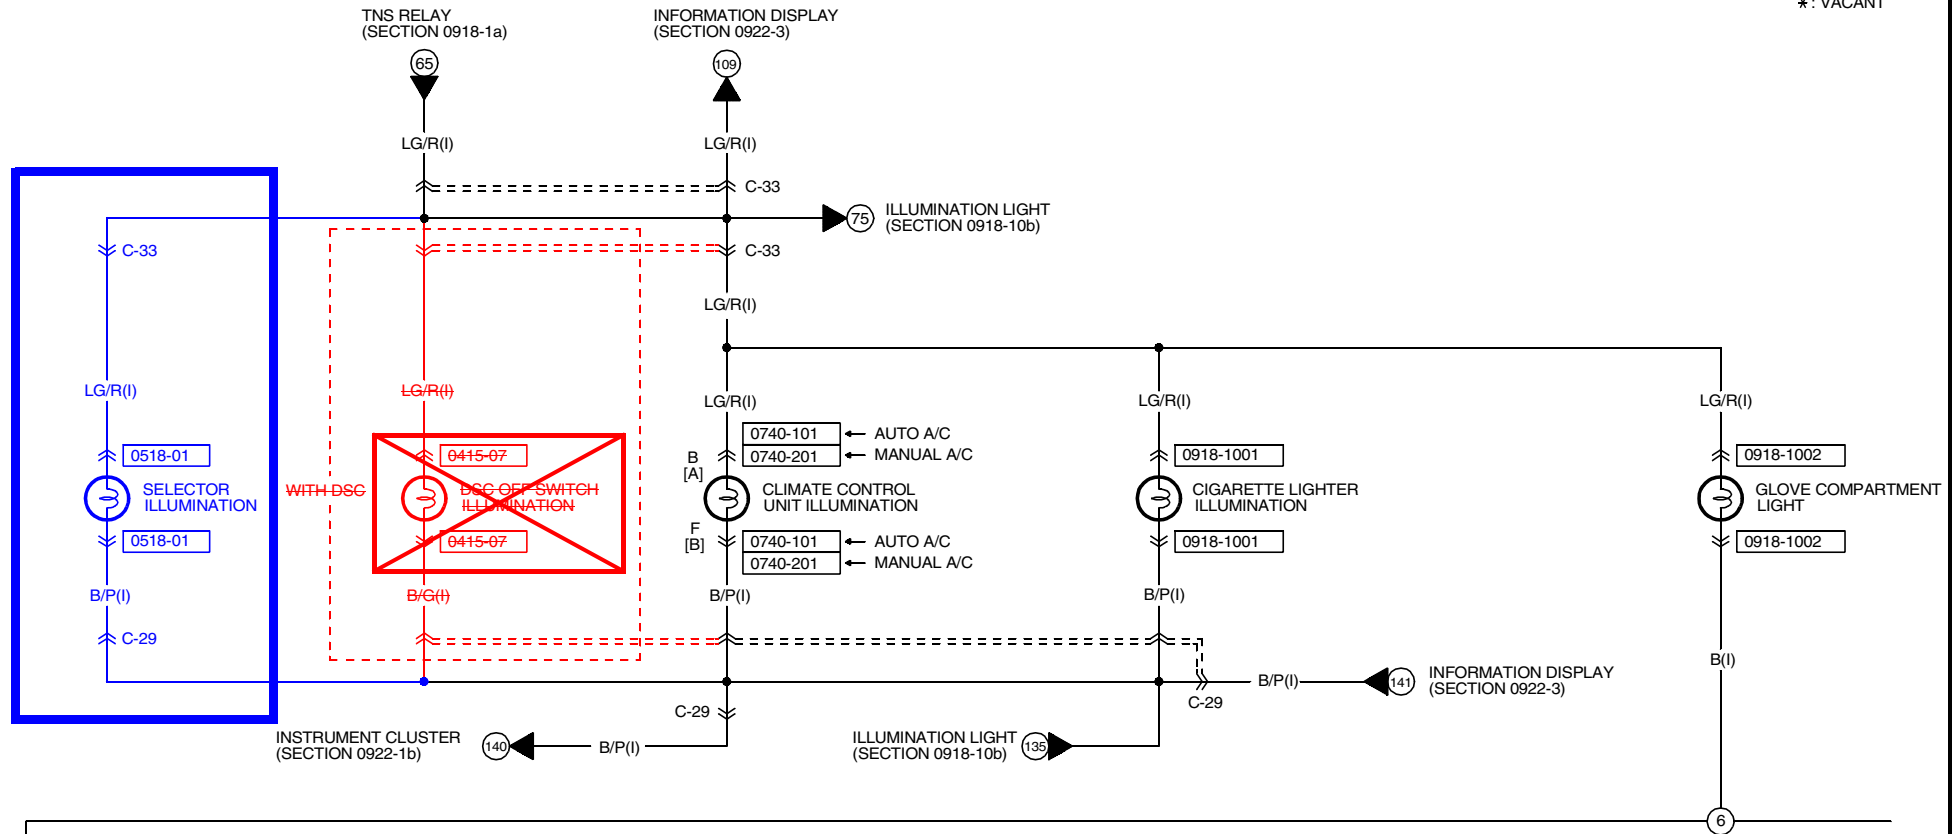 * : VACANT
TNS RELAY
(SECTION 0918-1a)
INFORMATION DISPLAY
(SECTION 0922-3)
65
109
LG/R(I)
LG/R(I)
C-33
75
ILLUMINATION LIGHT
(SECTION 0918-10b)
C-33
C-33
LG/R(I)
LG/R(I)
LG/R(I)
LG/R(I)
LG/R(I)
LG/R(I)
0518-01
0415-07
B
[A]
0740-101
AUTO A/C
0740-201
MANUAL A/C
0918-1001
0918-1002
SELECTOR
ILLUMINATION
WITH DSC
DSC OFF SWITCH
ILLUMINATION
CLIMATE CONTROL
UNIT ILLUMINATION
CIGARETTE LIGHTER
ILLUMINATION
GLOVE COMPARTMENT
LIGHT
0518-01
0415-07
F
[B]
0740-101
AUTO A/C
0740-201
MANUAL A/C
0918-1001
0918-1002
B/P(I)
B/G(I)
B/P(I)
B/P(I)
C-29
B(I)
B/P(I)
141
INFORMATION DISPLAY
(SECTION 0922-3)
C-29
C-29
INSTRUMENT CLUSTER
(SECTION 0922-1b)
140
B/P(I)
ILLUMINATION LIGHT
(SECTION 0918-10b)
135
6